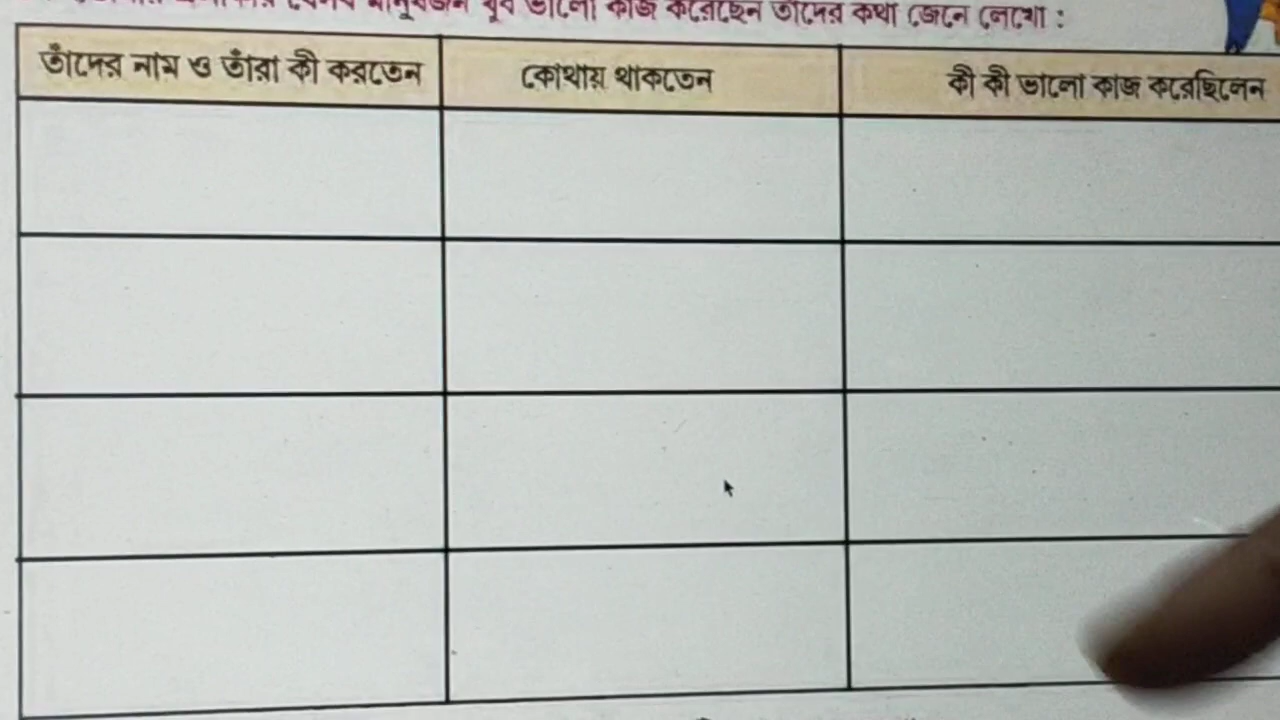 মানুষজন খুব ভালো কাজ করেছেন তাঁদের কথা জেনে লেখো :
তাঁদের নাম ও তাঁরা কী করতেন কোথায় থাকতেন কী কী ভালো কাজ করেছিলেন